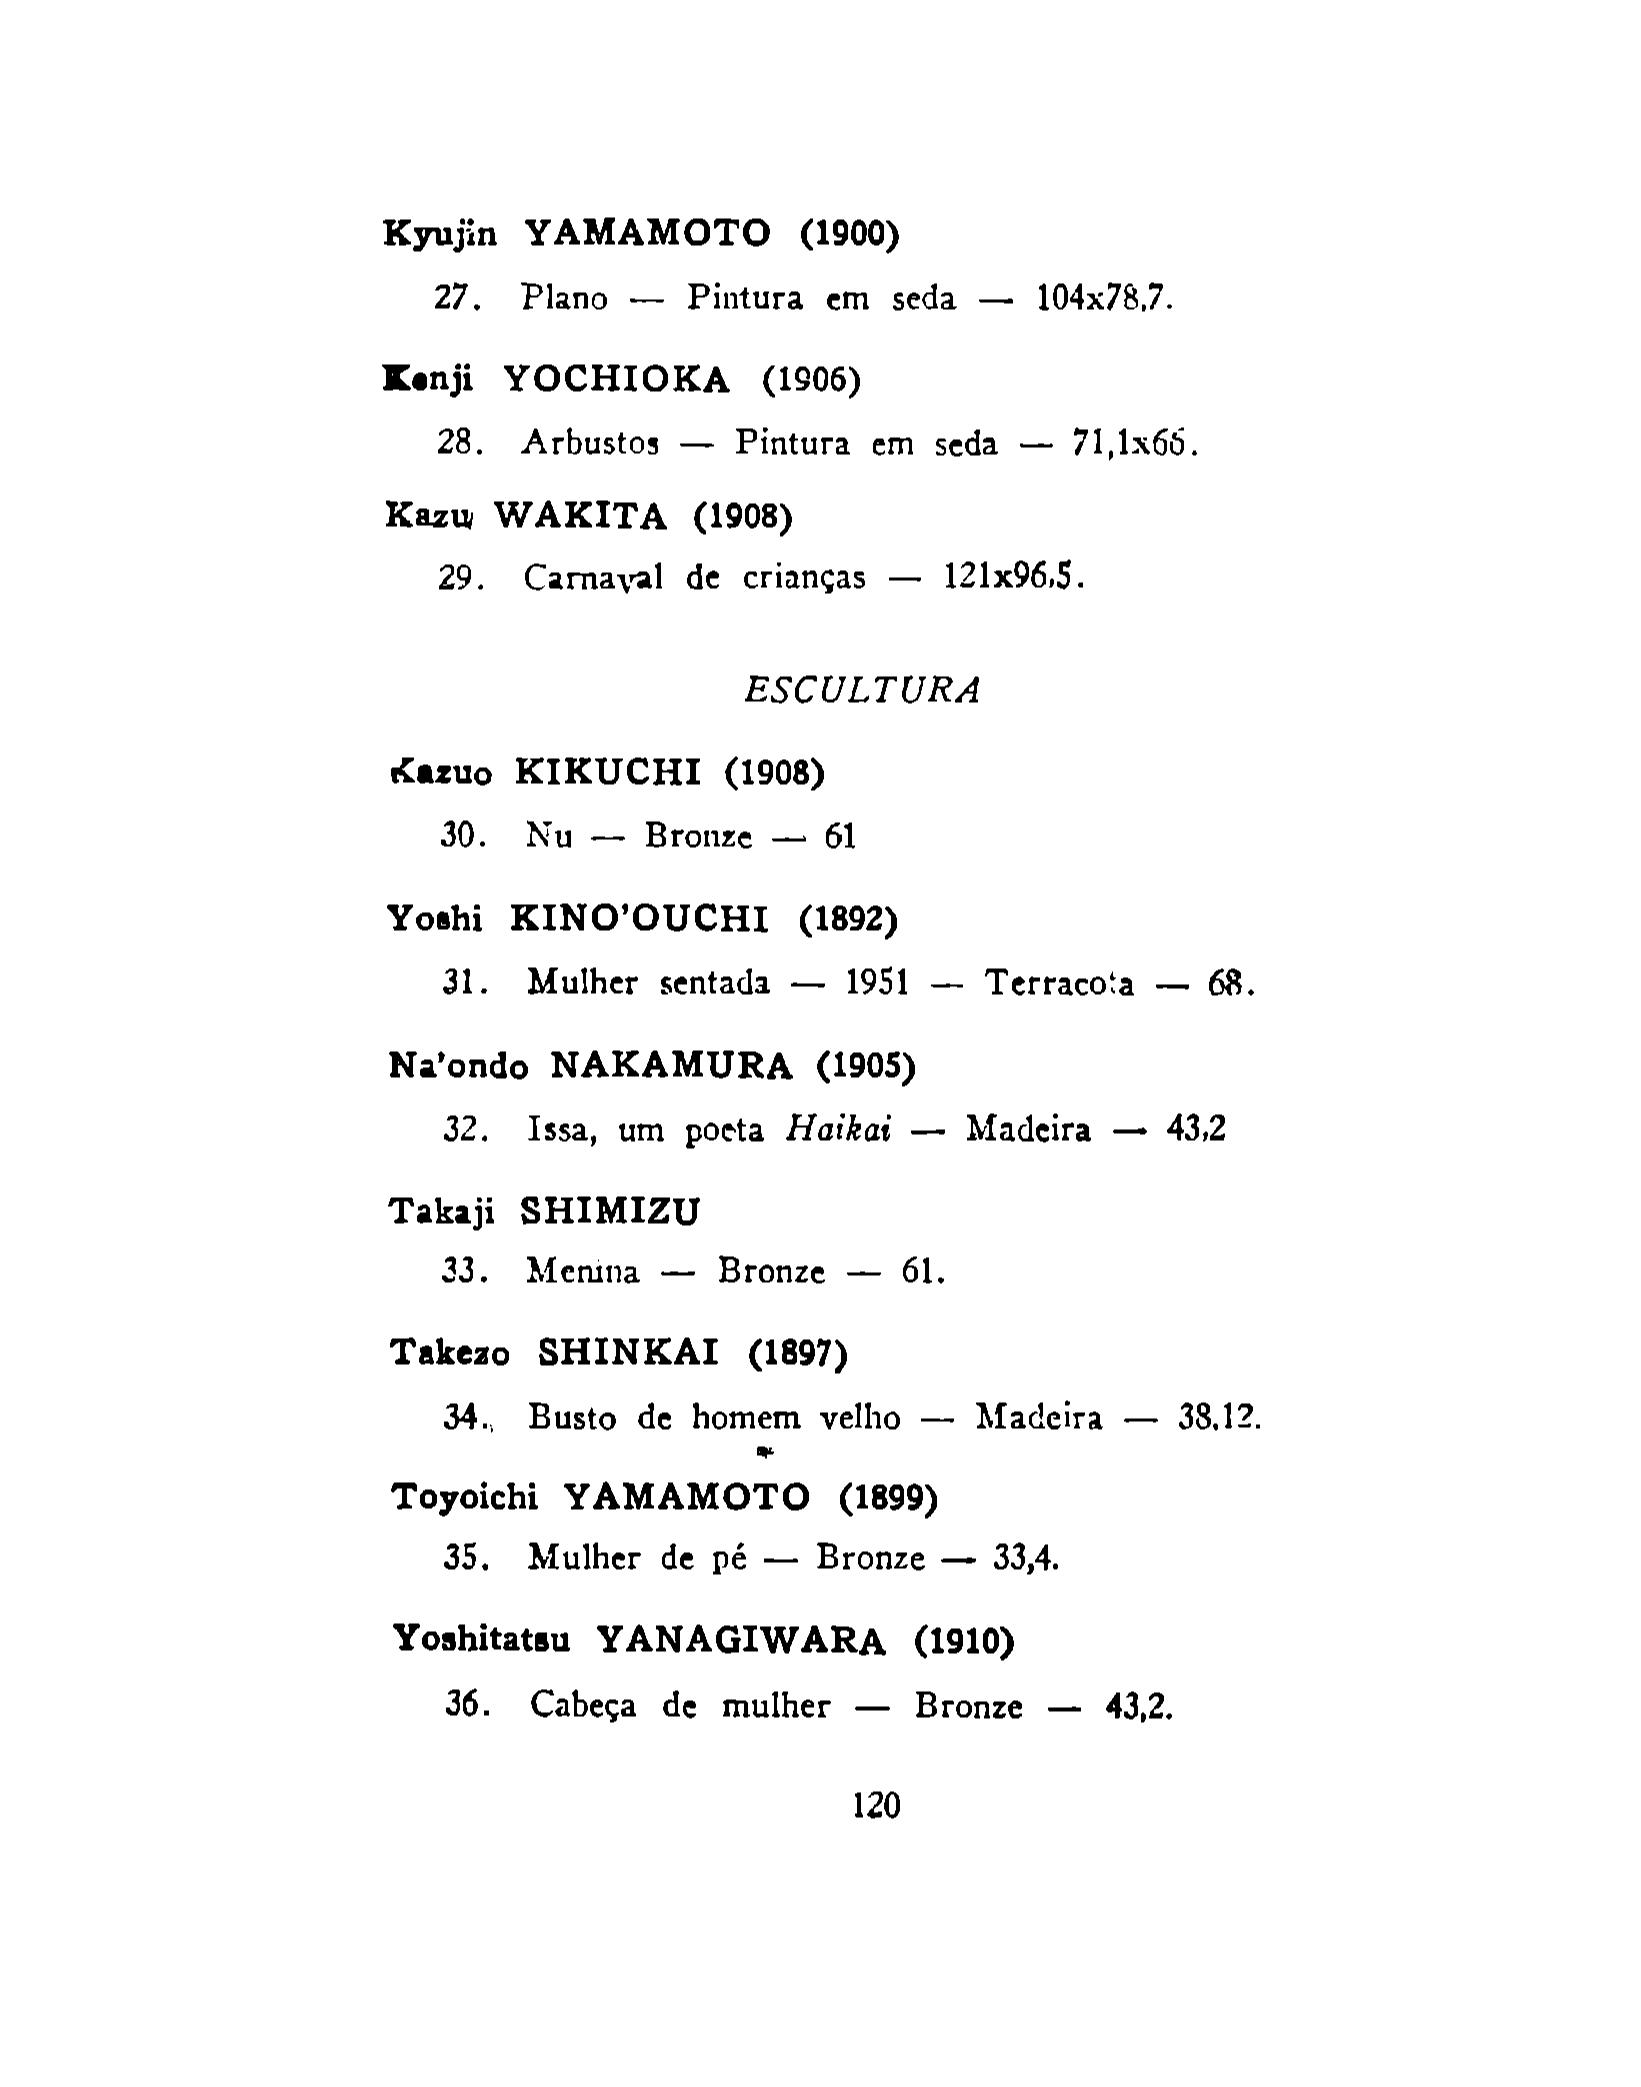 Kyujin YAMAMOTO (1900)
27. Plano — Pintura em seda — 104x78,7.
Kenji YOCHIOKA (1906)
28. Arbustos — Pintura em seda — 71,1x66.
Kazu WAKITA (1908)
29. Carnaval de crianças — 121x96,5.
ESCULTURA
Kazuo KIKUCHI (1908)
30. Nu — Bronze — 61
Yoshi KINO'OUCHI (1892)
31. Mulher sentada — 1951 — Terracota — 68.
Na'ondo NAKAMURA (1905)
32. Issa, um poeta Haikai — Madeira — 43,2
Takaji SHIMIZU
33. Menina — Bronze — 61.
Takezo SHINKAI (1897)
34. Busto de homem velho — Madeira — 38,12.
Toyoichi YAMAMOTO (1899)
35. Mulher de pé — Bronze — 33,4.
Yoshitatsu YANAGIWARA (1910)
36. Cabeça de mulher — Bronze — 43,2.
120